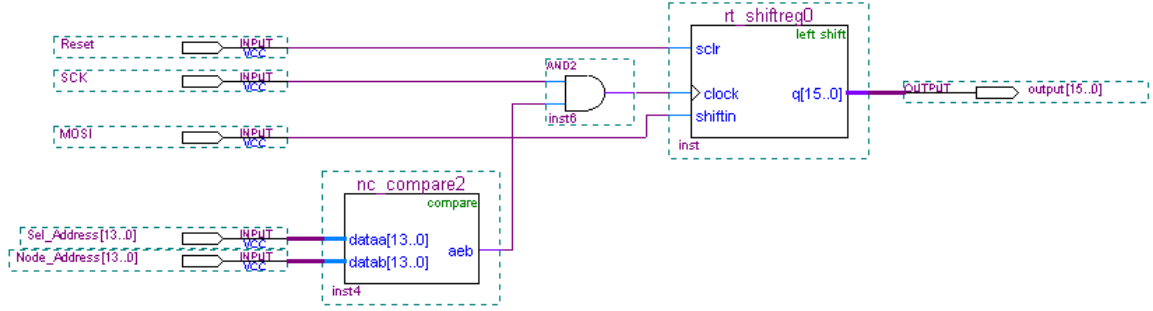 rt_shiftreg0
left shift
Reset INPUT VCC
sclr
SCK INPUT VCC
AND2
clock q[15..0] OUTPUT output[15..0]
inst6
shiftin
MOSI INPUT VCC
inst
nc_compare2
compare
Sel_Address[13..0] INPUT VCC
dataa[13..0]
aeb
Node_Address[13..0] INPUT VCC
datab[13..0]
inst4